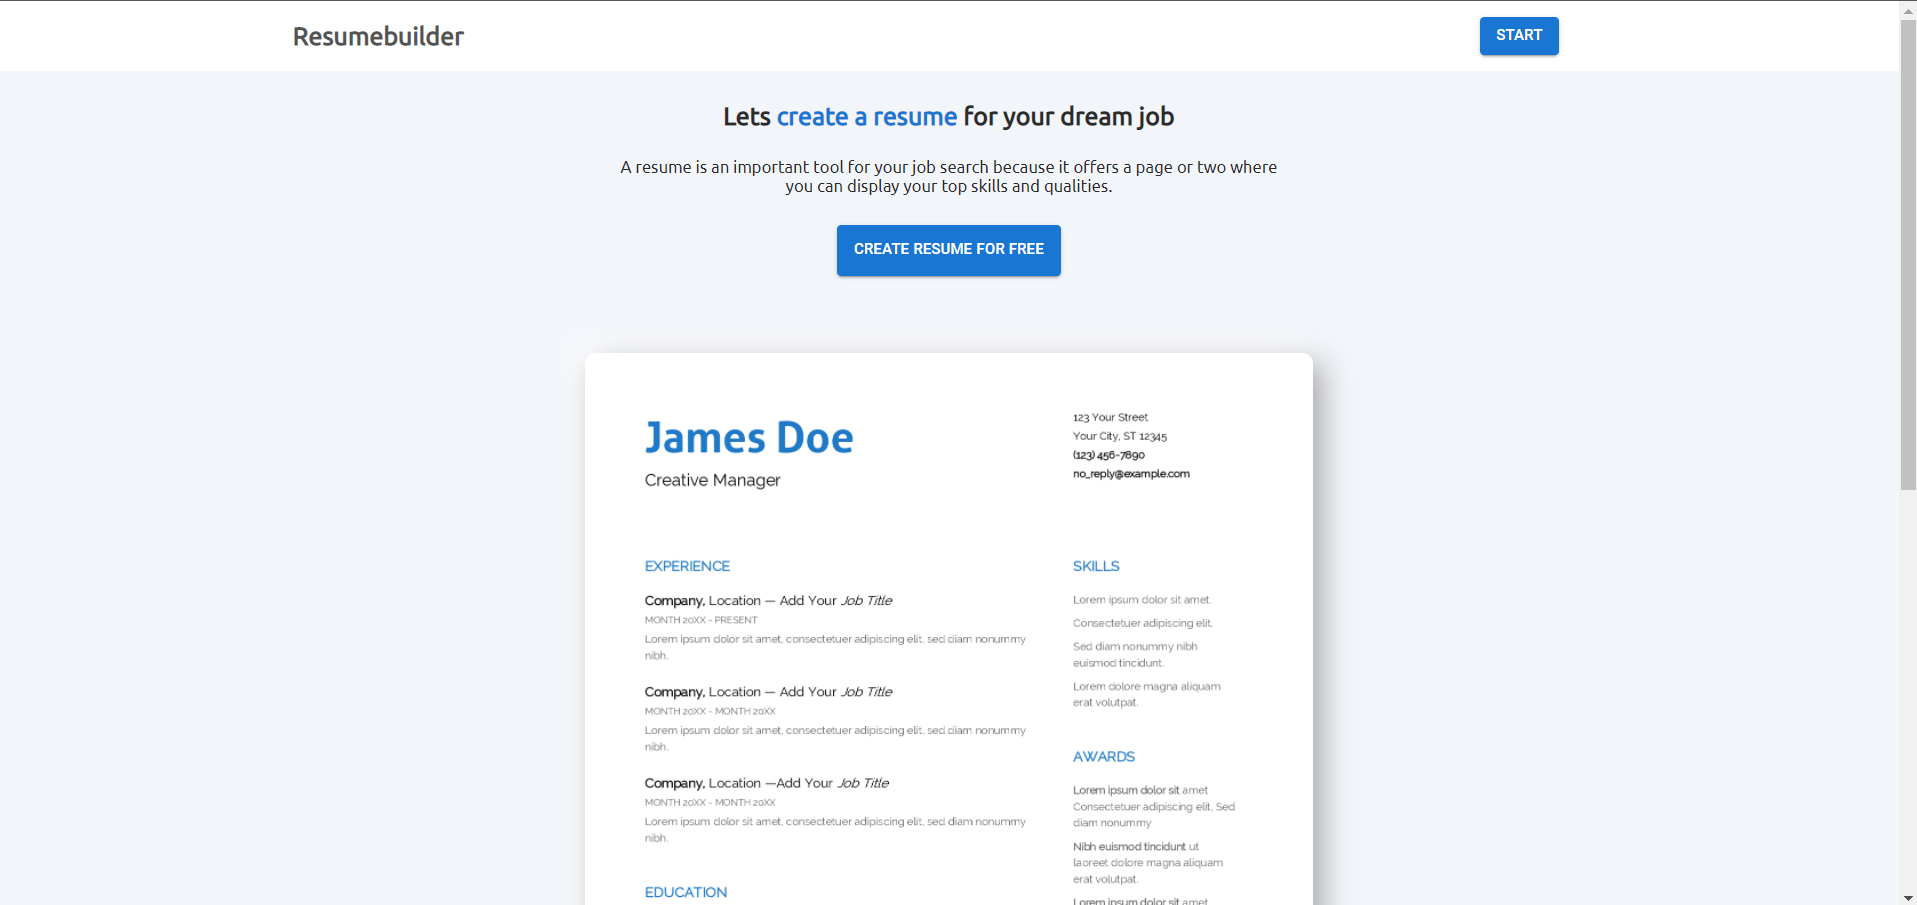 Resumebuilder
START
Lets create a resume for your dream job
A resume is an important tool for your job search because it offers a page or two where
you can display your top skills and qualities.
CREATE RESUME FOR FREE
James Doe
Creative Manager
123 Your Street
Your City, ST 12345
(123) 456-7890
no_reply@example.com
EXPERIENCE
Company, Location — Add Your Job Title
MONTH 20XX - PRESENT
Lorem ipsum dolor sit amet, consectetuer adipiscing elit, sed diam nonummy
nibh.
Company, Location — Add Your Job Title
MONTH 20XX - MONTH 20XX
Lorem ipsum dolor sit amet, consectetuer adipiscing elit, sed diam nonummy
nibh.
Company, Location —Add Your Job Title
MONTH 20XX - MONTH 20XX
Lorem ipsum dolor sit amet, consectetuer adipiscing elit, sed diam nonummy
nibh.
EDUCATION
SKILLS
Lorem ipsum dolor sit amet.
Consectetuer adipiscing elit.
Sed diam nonummy nibh
euismod tincidunt.
Lorem dolore magna aliquam
erat volutpat.
AWARDS
Lorem ipsum dolor sit amet
Consectetuer adipiscing elit, Sed
diam nonummy
Nibh euismod tincidunt ut
laoreet dolore magna aliquam
erat volutpat.
Lorem ipsum dolor sit amet